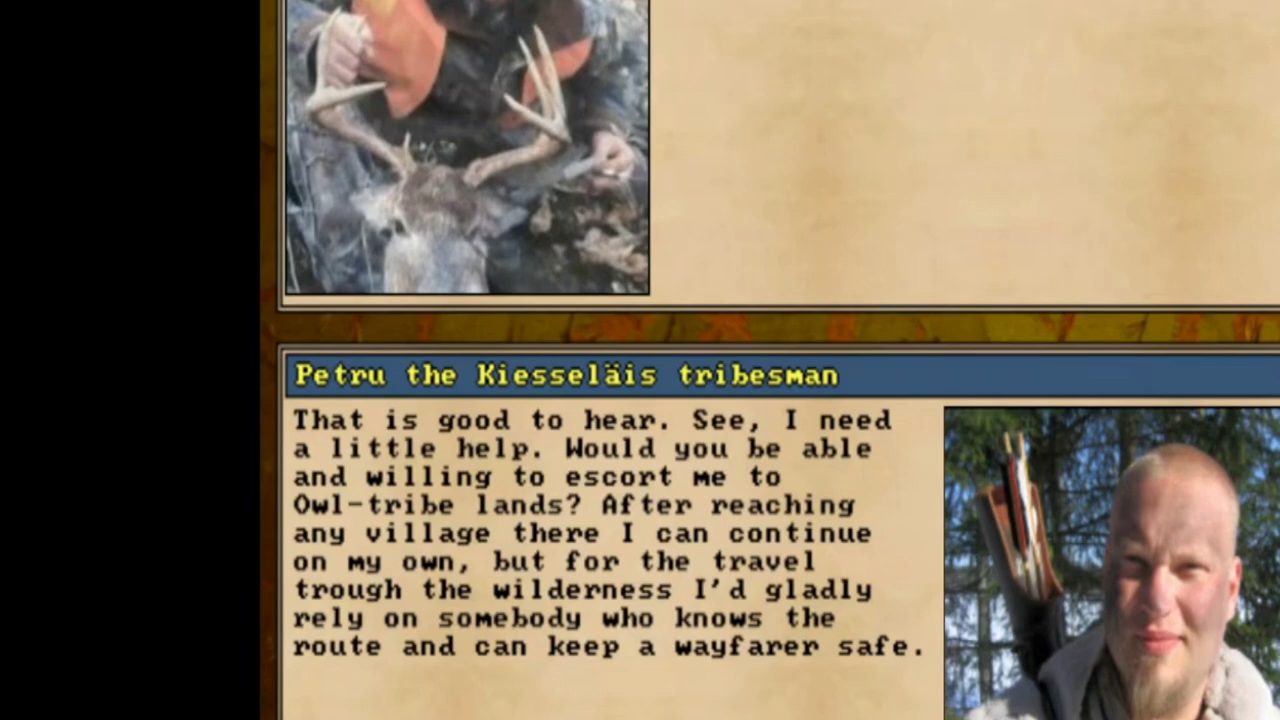 Petru the Kiesseläis tribesman
That is good to hear. See, I need
a little help. Would you be able
and willing to escort me to
Owl-tribe lands? After reaching
any village there I can continue
on my own, but for the travel
trough the wilderness I'd gladly
rely on somebody who knows the
route and can keep a wayfarer safe.